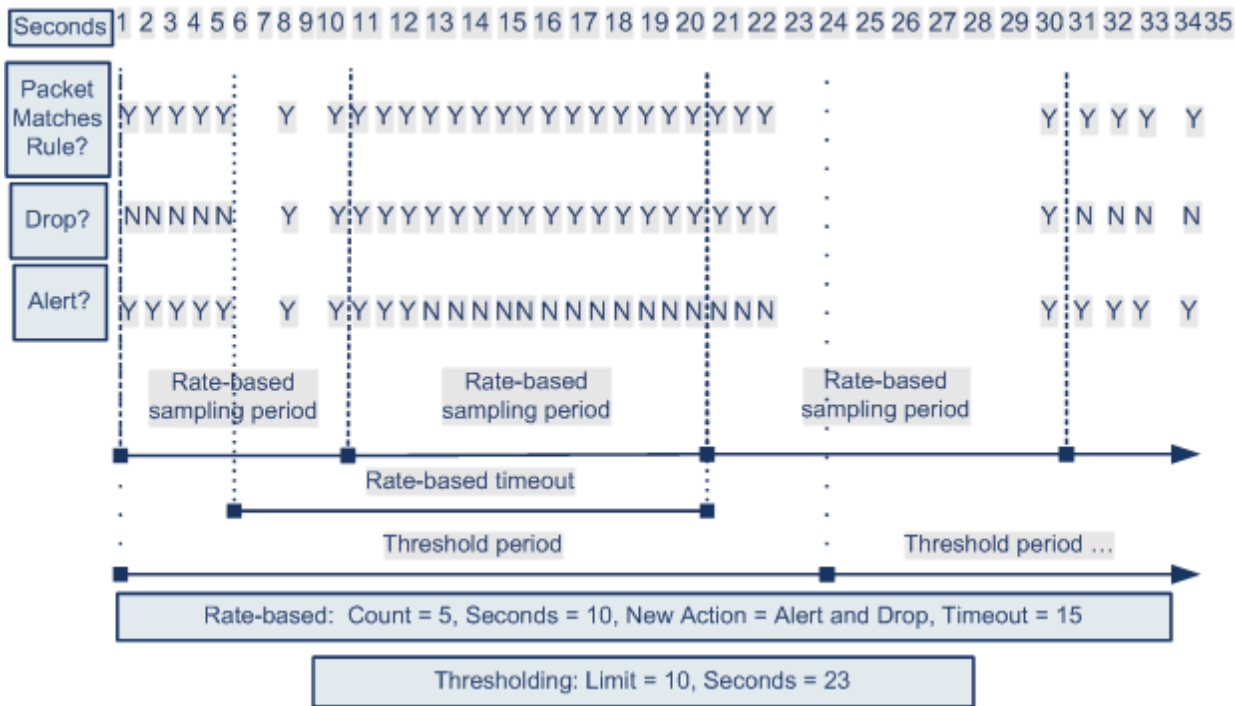 Seconds 1 2 3 4 5 6 7 8 9 10 11 12 13 14 15 16 17 18 19 20 21 22 23 24 25 26 27 28 29 30 31 32 33 34 35
Packet
Matches
Rule?
Y Y Y Y Y Y Y Y Y Y Y Y Y Y Y Y Y Y Y Y Y Y Y Y Y Y Y Y Y Y
Drop?
N N N N N Y Y Y Y Y Y Y Y Y Y Y Y Y Y Y Y Y Y Y Y Y N N N N
Alert?
Y Y Y Y Y Y Y Y Y Y N N N N N N N N N N N N N N N Y Y Y Y Y
Rate-based
sampling period
Rate-based
sampling period
Rate-based
sampling period
Rate-based timeout
Threshold period
Threshold period ...
Rate-based: Count = 5, Seconds = 10, New Action = Alert and Drop, Timeout = 15
Thresholding: Limit = 10, Seconds = 23